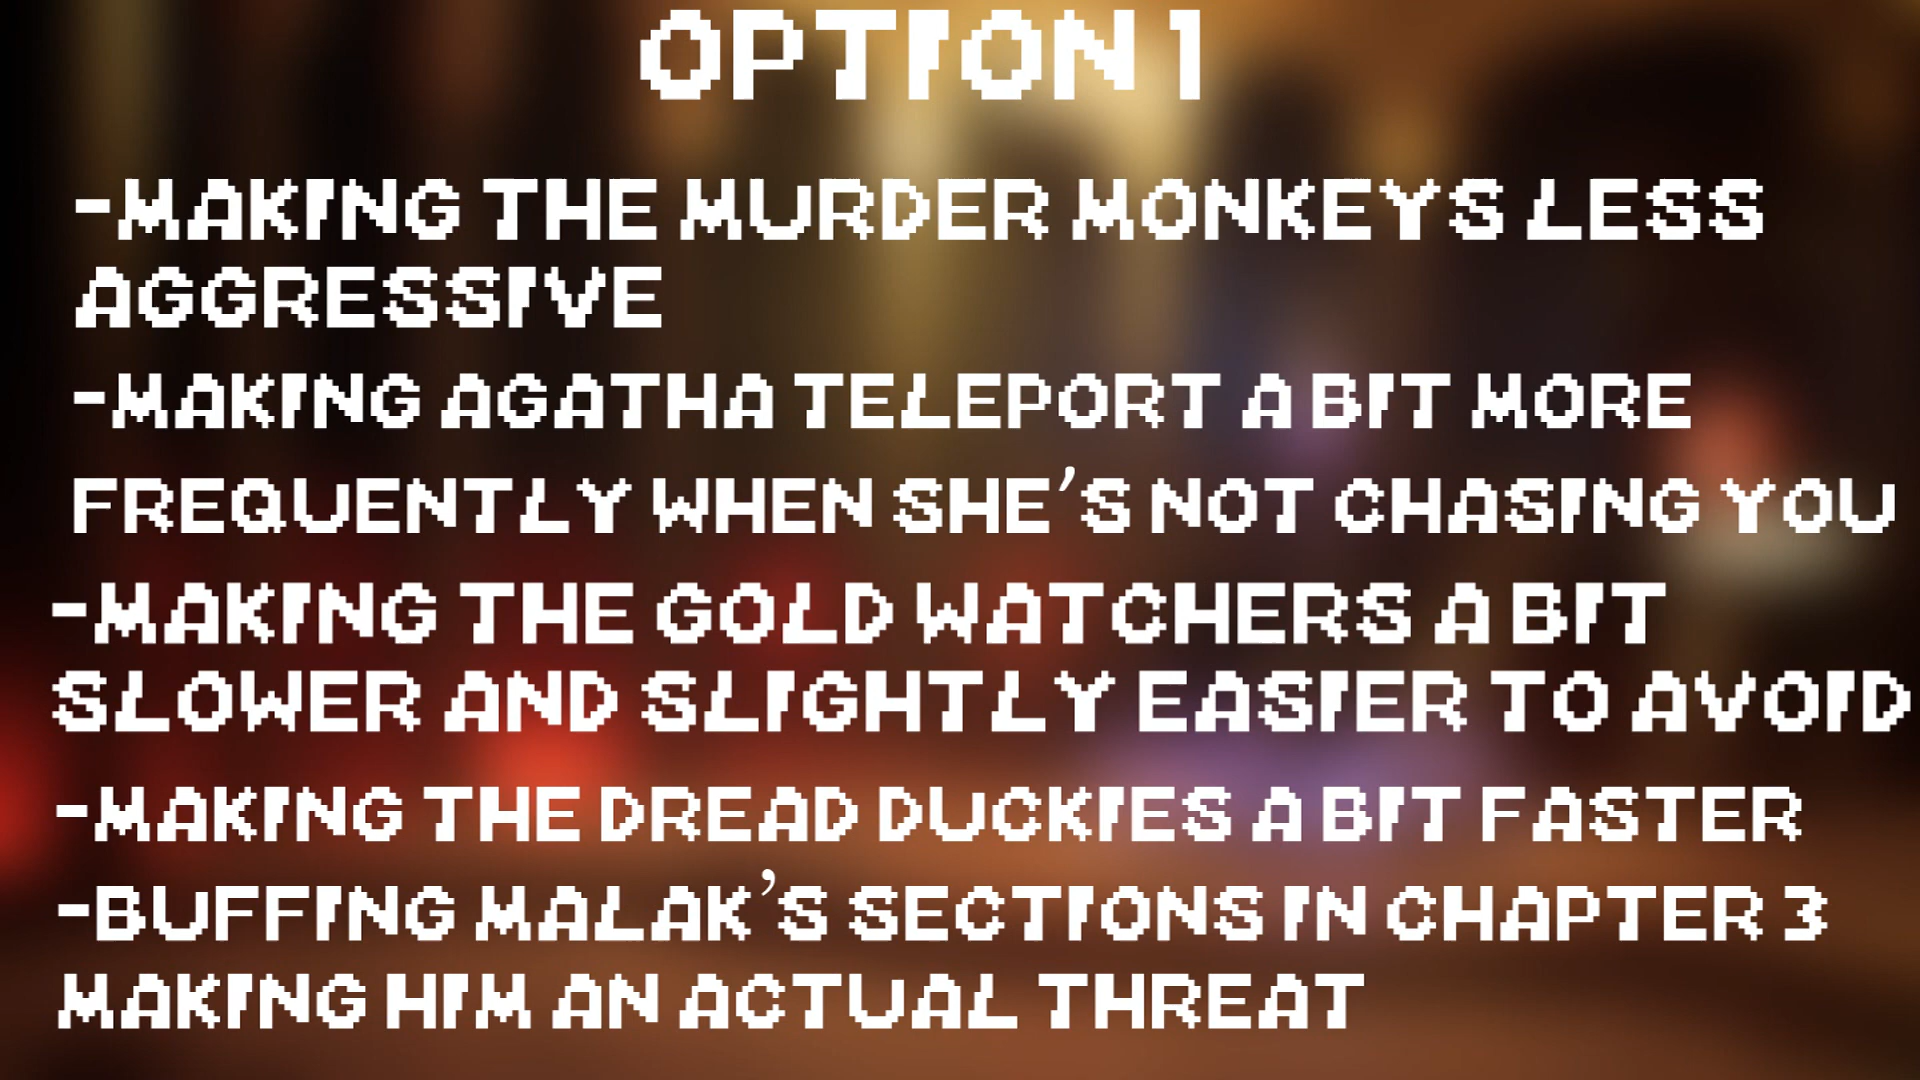 OPTION 1
-MAKING THE MURDER MONKEYS LESS
AGGRESSIVE
-MAKING AGATHA TELEPORT A BIT MORE
FREQUENTLY WHEN SHE'S NOT CHASING YOU
-MAKING THE GOLD WATCHERS A BIT
SLOWER AND SLIGHTLY EASIER TO AVOID
-MAKING THE DREAD DUCKIES A BIT FASTER
-BUFFING MALAK'S SECTIONS IN CHAPTER 3
MAKING HIM AN ACTUAL THREAT